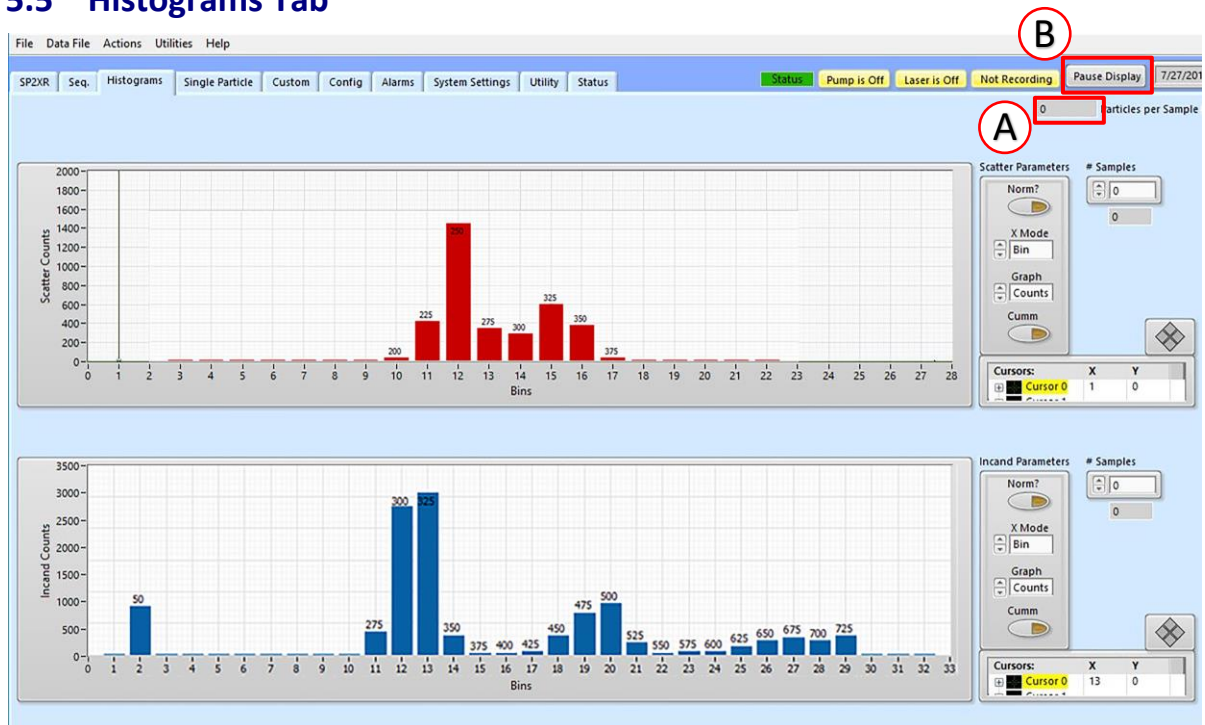 5.5 Histograms Tab
B
File Data File Actions Utilities Help
SP2XR Seq. Histograms Single Particle Custom Config Alarms System Settings Utility Status
Status Pump is Off Laser is Off Not Recording Pause Display 7/27/201
A 0 Particles per Sample
Scatter Parameters # Samples
Norm? 0
0
X Mode
Bin
Graph
Counts
Cumm
Cursors: X Y
Cursor 0 1 0
Scatter Counts
2000
1800
1600
1400
1200
1000
800
600
400
200
0
200 225 250 275 300 325 350 375
0 1 2 3 4 5 6 7 8 9 10 11 12 13 14 15 16 17 18 19 20 21 22 23 24 25 26 27 28
Bins
Incand Parameters # Samples
Norm? 0
0
X Mode
Bin
Graph
Counts
Cumm
Cursors: X Y
Cursor 0 13 0
Incand Counts
3500
3000
2500
2000
1500
1000
500
0
50 275 300 325 350 375 400 425 450 475 500 525 550 575 600 625 650 675 700 725
0 1 2 3 4 5 6 7 8 9 10 11 12 13 14 15 16 17 18 19 20 21 22 23 24 25 26 27 28 29 30 31 32 33
Bins